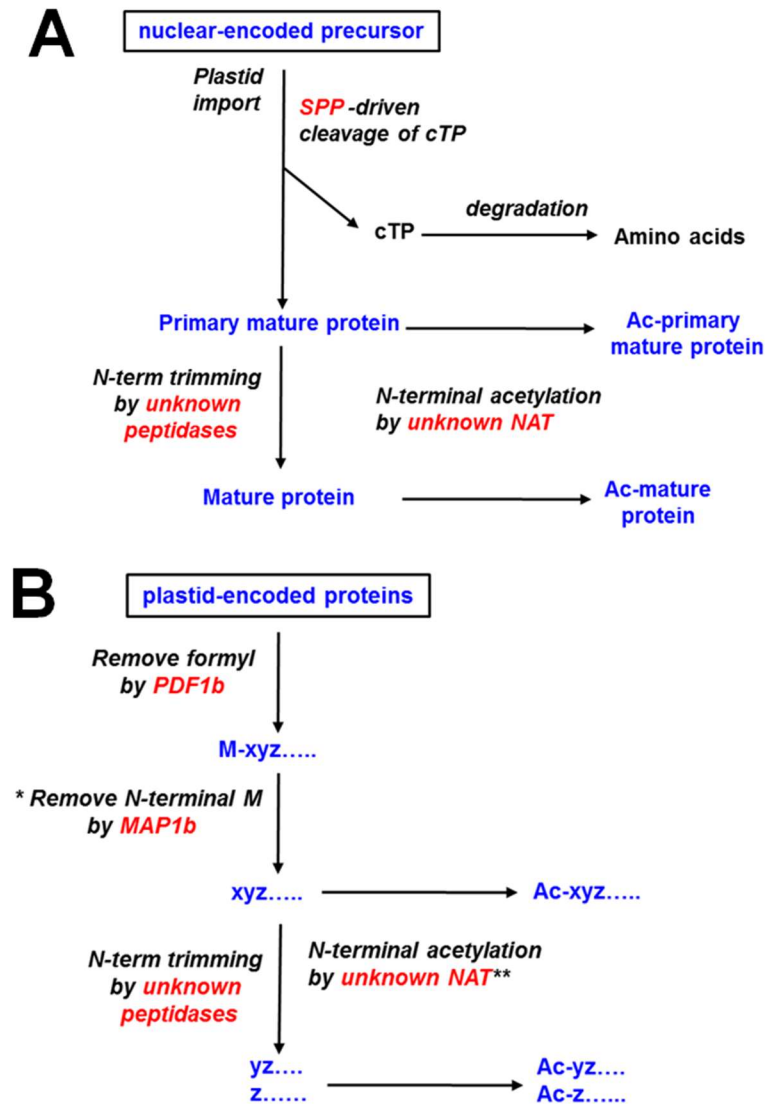 A
nuclear-encoded precursor
Plastid
import
SPP-driven
cleavage of cTP
cTP
degradation
Amino acids
Primary mature protein
Ac-primary
mature protein
N-term trimming
by unknown
peptidases
N-terminal acetylation
by unknown NAT
Mature protein
Ac-mature
protein
B
plastid-encoded proteins
Remove formyl
by PDF1b
M-xyz.....
* Remove N-terminal M
by MAP1b
xyz.....
Ac-xyz.....
N-term trimming
by unknown
peptidases
N-terminal acetylation
by unknown NAT**
yz....
z......
Ac-yz....
Ac-z......